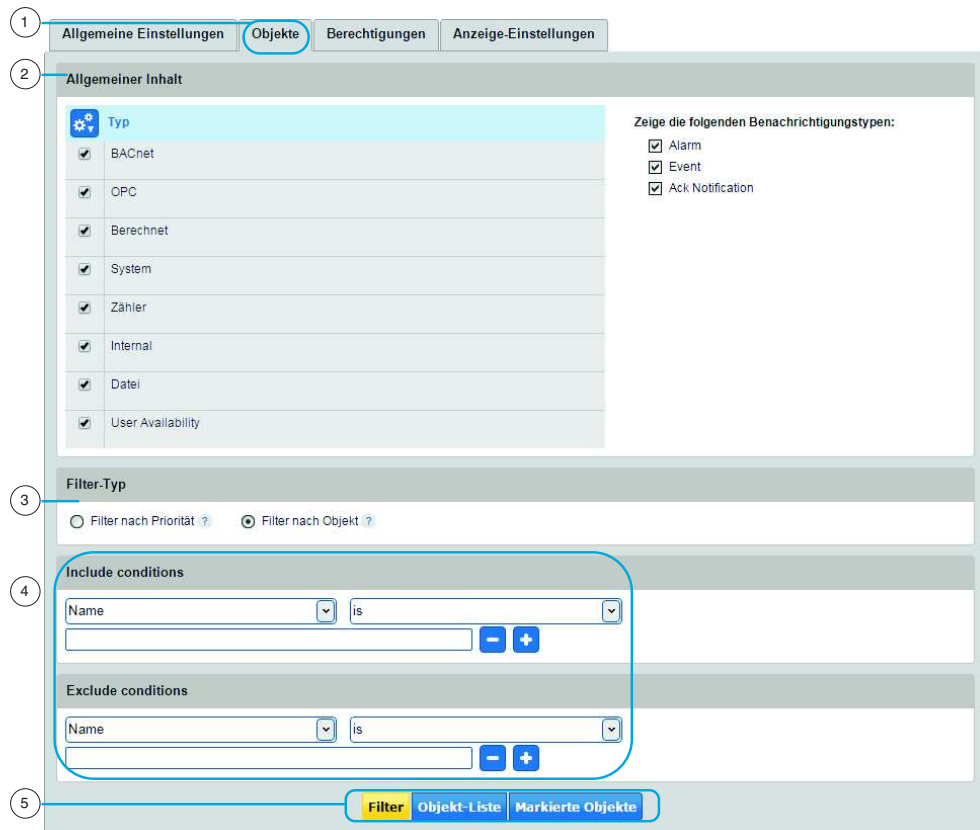 1
Allgemeine Einstellungen Objekte Berechtigungen Anzeige-Einstellungen
2
Allgemeiner Inhalt
Typ
BACnet
OPC
Berechnet
System
Zähler
Internal
Datei
User Availability
Zeige die folgenden Benachrichtigungstypen:
Alarm
Event
Ack Notification
3
Filter-Typ
Filter nach Priorität ? Filter nach Objekt ?
4
Include conditions
Name is
Exclude conditions
Name is
5
Filter Objekt-Liste Markierte Objekte